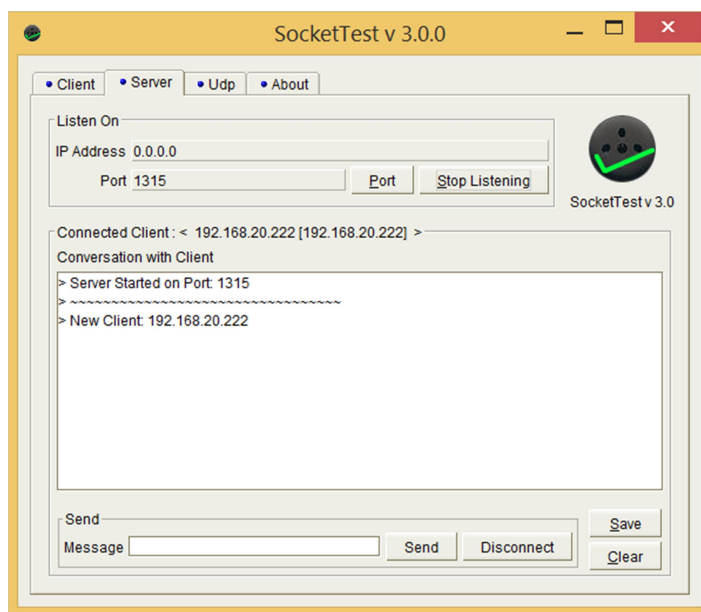 SocketTest v 3.0.0
Client
Server
Udp
About
Listen On
IP Address 0.0.0.0
Port 1315 Port Stop Listening
SocketTest v 3.0
Connected Client : < 192.168.20.222 [192.168.20.222] >
Conversation with Client
> Server Started on Port: 1315
> ~~~~~~~~~~~~~~~~~~~~~~~~~~~~~~~~~
> New Client: 192.168.20.222
Send
Message Send Disconnect
Save
Clear